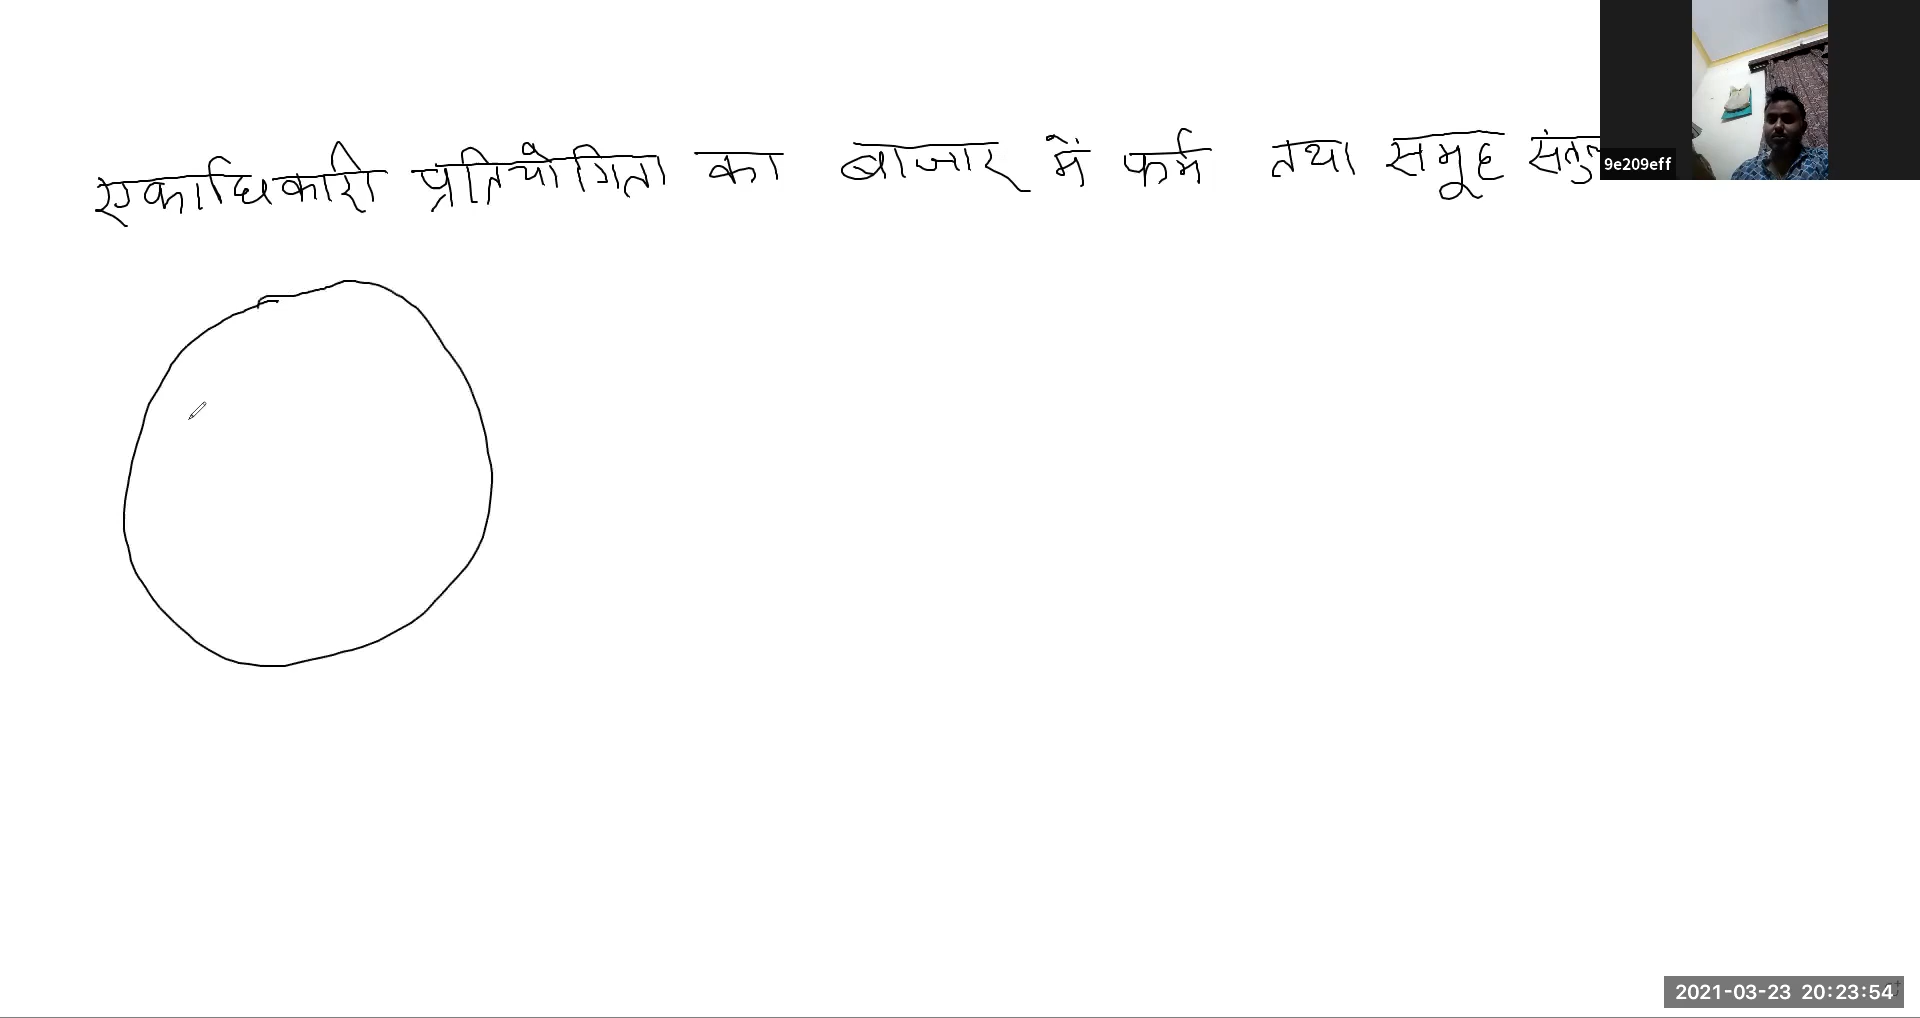 एकाधिकारी प्रतियोगिता का बाजार में फर्म तथा समूह
9e209eff
2021-03-23 20:23:54